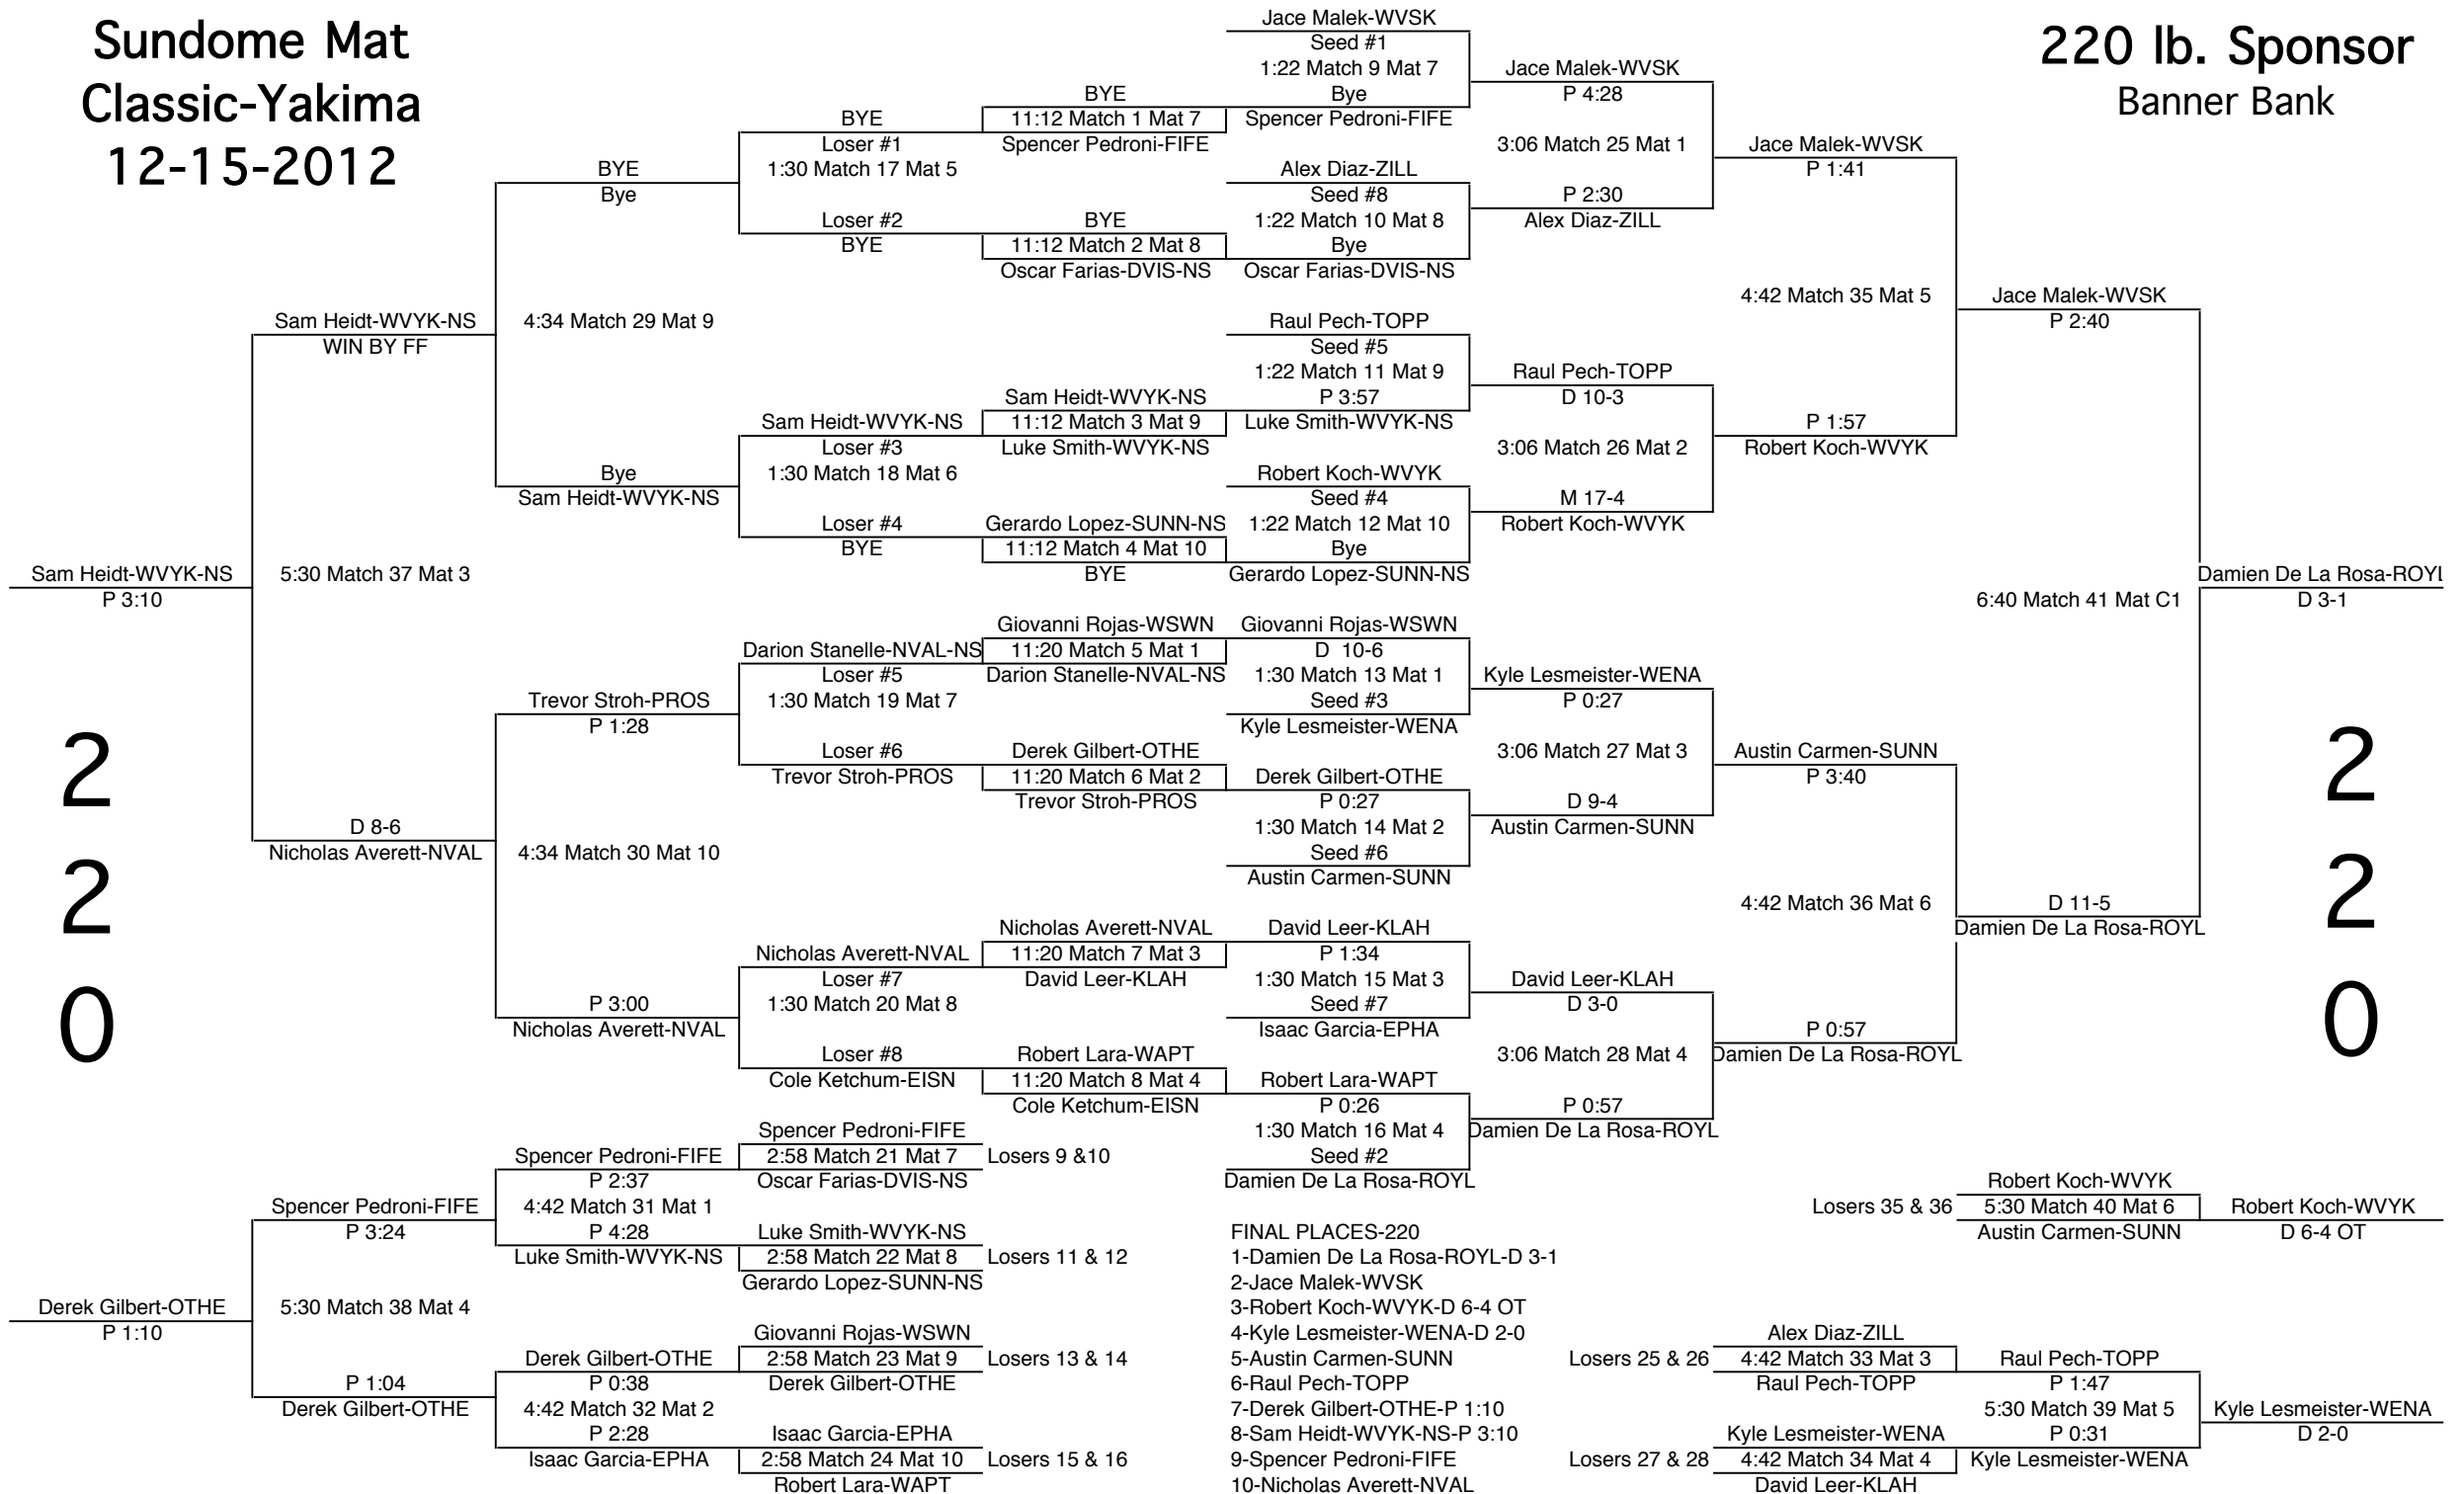 Sundome Mat
Classic-Yakima
12-15-2012
220 lb. Sponsor
Banner Bank
Sam Heidt-WVYK-NS
P 3:10
5:30 Match 37 Mat 3
2
2
0
Derek Gilbert-OTHE
P 1:10
5:30 Match 38 Mat 4
Sam Heidt-WVYK-NS
WIN BY FF
D 8-6
Nicholas Averett-NVAL
Spencer Pedroni-FIFE
P 3:24
P 1:04
Derek Gilbert-OTHE
BYE
Bye
4:34 Match 29 Mat 9
Bye
Sam Heidt-WVYK-NS
Trevor Stroh-PROS
P 1:28
4:34 Match 30 Mat 10
P 3:00
Nicholas Averett-NVAL
Spencer Pedroni-FIFE
P 2:37
4:42 Match 31 Mat 1
P 4:28
Luke Smith-WVYK-NS
Derek Gilbert-OTHE
P 0:38
4:42 Match 32 Mat 2
P 2:28
Isaac Garcia-EPHA
BYE
Loser #1
1:30 Match 17 Mat 5
Loser #2
BYE
Sam Heidt-WVYK-NS
Loser #3
1:30 Match 18 Mat 6
Loser #4
BYE
Darion Stanelle-NVAL-NS
Loser #5
1:30 Match 19 Mat 7
Loser #6
Trevor Stroh-PROS
Nicholas Averett-NVAL
Loser #7
1:30 Match 20 Mat 8
Loser #8
Cole Ketchum-EISN
Spencer Pedroni-FIFE
2:58 Match 21 Mat 7
Losers 9 &10
Oscar Farias-DVIS-NS
Luke Smith-WVYK-NS
2:58 Match 22 Mat 8
Losers 11 & 12
Gerardo Lopez-SUNN-NS
Giovanni Rojas-WSWN
2:58 Match 23 Mat 9
Losers 13 & 14
Derek Gilbert-OTHE
Isaac Garcia-EPHA
2:58 Match 24 Mat 10
Losers 15 & 16
Robert Lara-WAPT
BYE
11:12 Match 1 Mat 7
Spencer Pedroni-FIFE
BYE
11:12 Match 2 Mat 8
Oscar Farias-DVIS-NS
Sam Heidt-WVYK-NS
11:12 Match 3 Mat 9
Luke Smith-WVYK-NS
Gerardo Lopez-SUNN-NS
11:12 Match 4 Mat 10
BYE
Giovanni Rojas-WSWN
11:20 Match 5 Mat 1
Darion Stanelle-NVAL-NS
Derek Gilbert-OTHE
11:20 Match 6 Mat 2
Trevor Stroh-PROS
Nicholas Averett-NVAL
11:20 Match 7 Mat 3
David Leer-KLAH
Robert Lara-WAPT
11:20 Match 8 Mat 4
Cole Ketchum-EISN
Jace Malek-WVSK
Seed #1
1:22 Match 9 Mat 7
Bye
Spencer Pedroni-FIFE
Alex Diaz-ZILL
Seed #8
1:22 Match 10 Mat 8
Bye
Oscar Farias-DVIS-NS
Raul Pech-TOPP
Seed #5
1:22 Match 11 Mat 9
P 3:57
Luke Smith-WVYK-NS
Robert Koch-WVYK
Seed #4
1:22 Match 12 Mat 10
Bye
Gerardo Lopez-SUNN-NS
Giovanni Rojas-WSWN
D 10-6
1:30 Match 13 Mat 1
Seed #3
Kyle Lesmeister-WENA
Derek Gilbert-OTHE
P 0:27
1:30 Match 14 Mat 2
Seed #6
Austin Carmen-SUNN
David Leer-KLAH
P 1:34
1:30 Match 15 Mat 3
Seed #7
Isaac Garcia-EPHA
Robert Lara-WAPT
P 0:26
1:30 Match 16 Mat 4
Seed #2
Damien De La Rosa-ROYL
FINAL PLACES-220
1-Damien De La Rosa-ROYL-D 3-1
2-Jace Malek-WVSK
3-Robert Koch-WVYK-D 6-4 OT
4-Kyle Lesmeister-WENA-D 2-0
5-Austin Carmen-SUNN
6-Raul Pech-TOPP
7-Derek Gilbert-OTHE-P 1:10
8-Sam Heidt-WVYK-NS-P 3:10
9-Spencer Pedroni-FIFE
10-Nicholas Averett-NVAL
Jace Malek-WVSK
P 4:28
3:06 Match 25 Mat 1
P 2:30
Alex Diaz-ZILL
Raul Pech-TOPP
D 10-3
3:06 Match 26 Mat 2
M 17-4
Robert Koch-WVYK
Kyle Lesmeister-WENA
P 0:27
3:06 Match 27 Mat 3
D 9-4
Austin Carmen-SUNN
David Leer-KLAH
D 3-0
3:06 Match 28 Mat 4
P 0:57
Damien De La Rosa-ROYL
Jace Malek-WVSK
P 1:41
4:42 Match 35 Mat 5
P 1:57
Robert Koch-WVYK
Austin Carmen-SUNN
P 3:40
4:42 Match 36 Mat 6
P 0:57
Damien De La Rosa-ROYL
Jace Malek-WVSK
P 2:40
6:40 Match 41 Mat C1
D 11-5
Damien De La Rosa-ROYL
Damien De La Rosa-ROYL
D 3-1
2
2
0
Losers 35 & 36
Robert Koch-WVYK
5:30 Match 40 Mat 6
Austin Carmen-SUNN
Robert Koch-WVYK
D 6-4 OT
Losers 25 & 26
Alex Diaz-ZILL
4:42 Match 33 Mat 3
Raul Pech-TOPP
Losers 27 & 28
Kyle Lesmeister-WENA
4:42 Match 34 Mat 4
David Leer-KLAH
Raul Pech-TOPP
P 1:47
5:30 Match 39 Mat 5
P 0:31
Kyle Lesmeister-WENA
Kyle Lesmeister-WENA
D 2-0